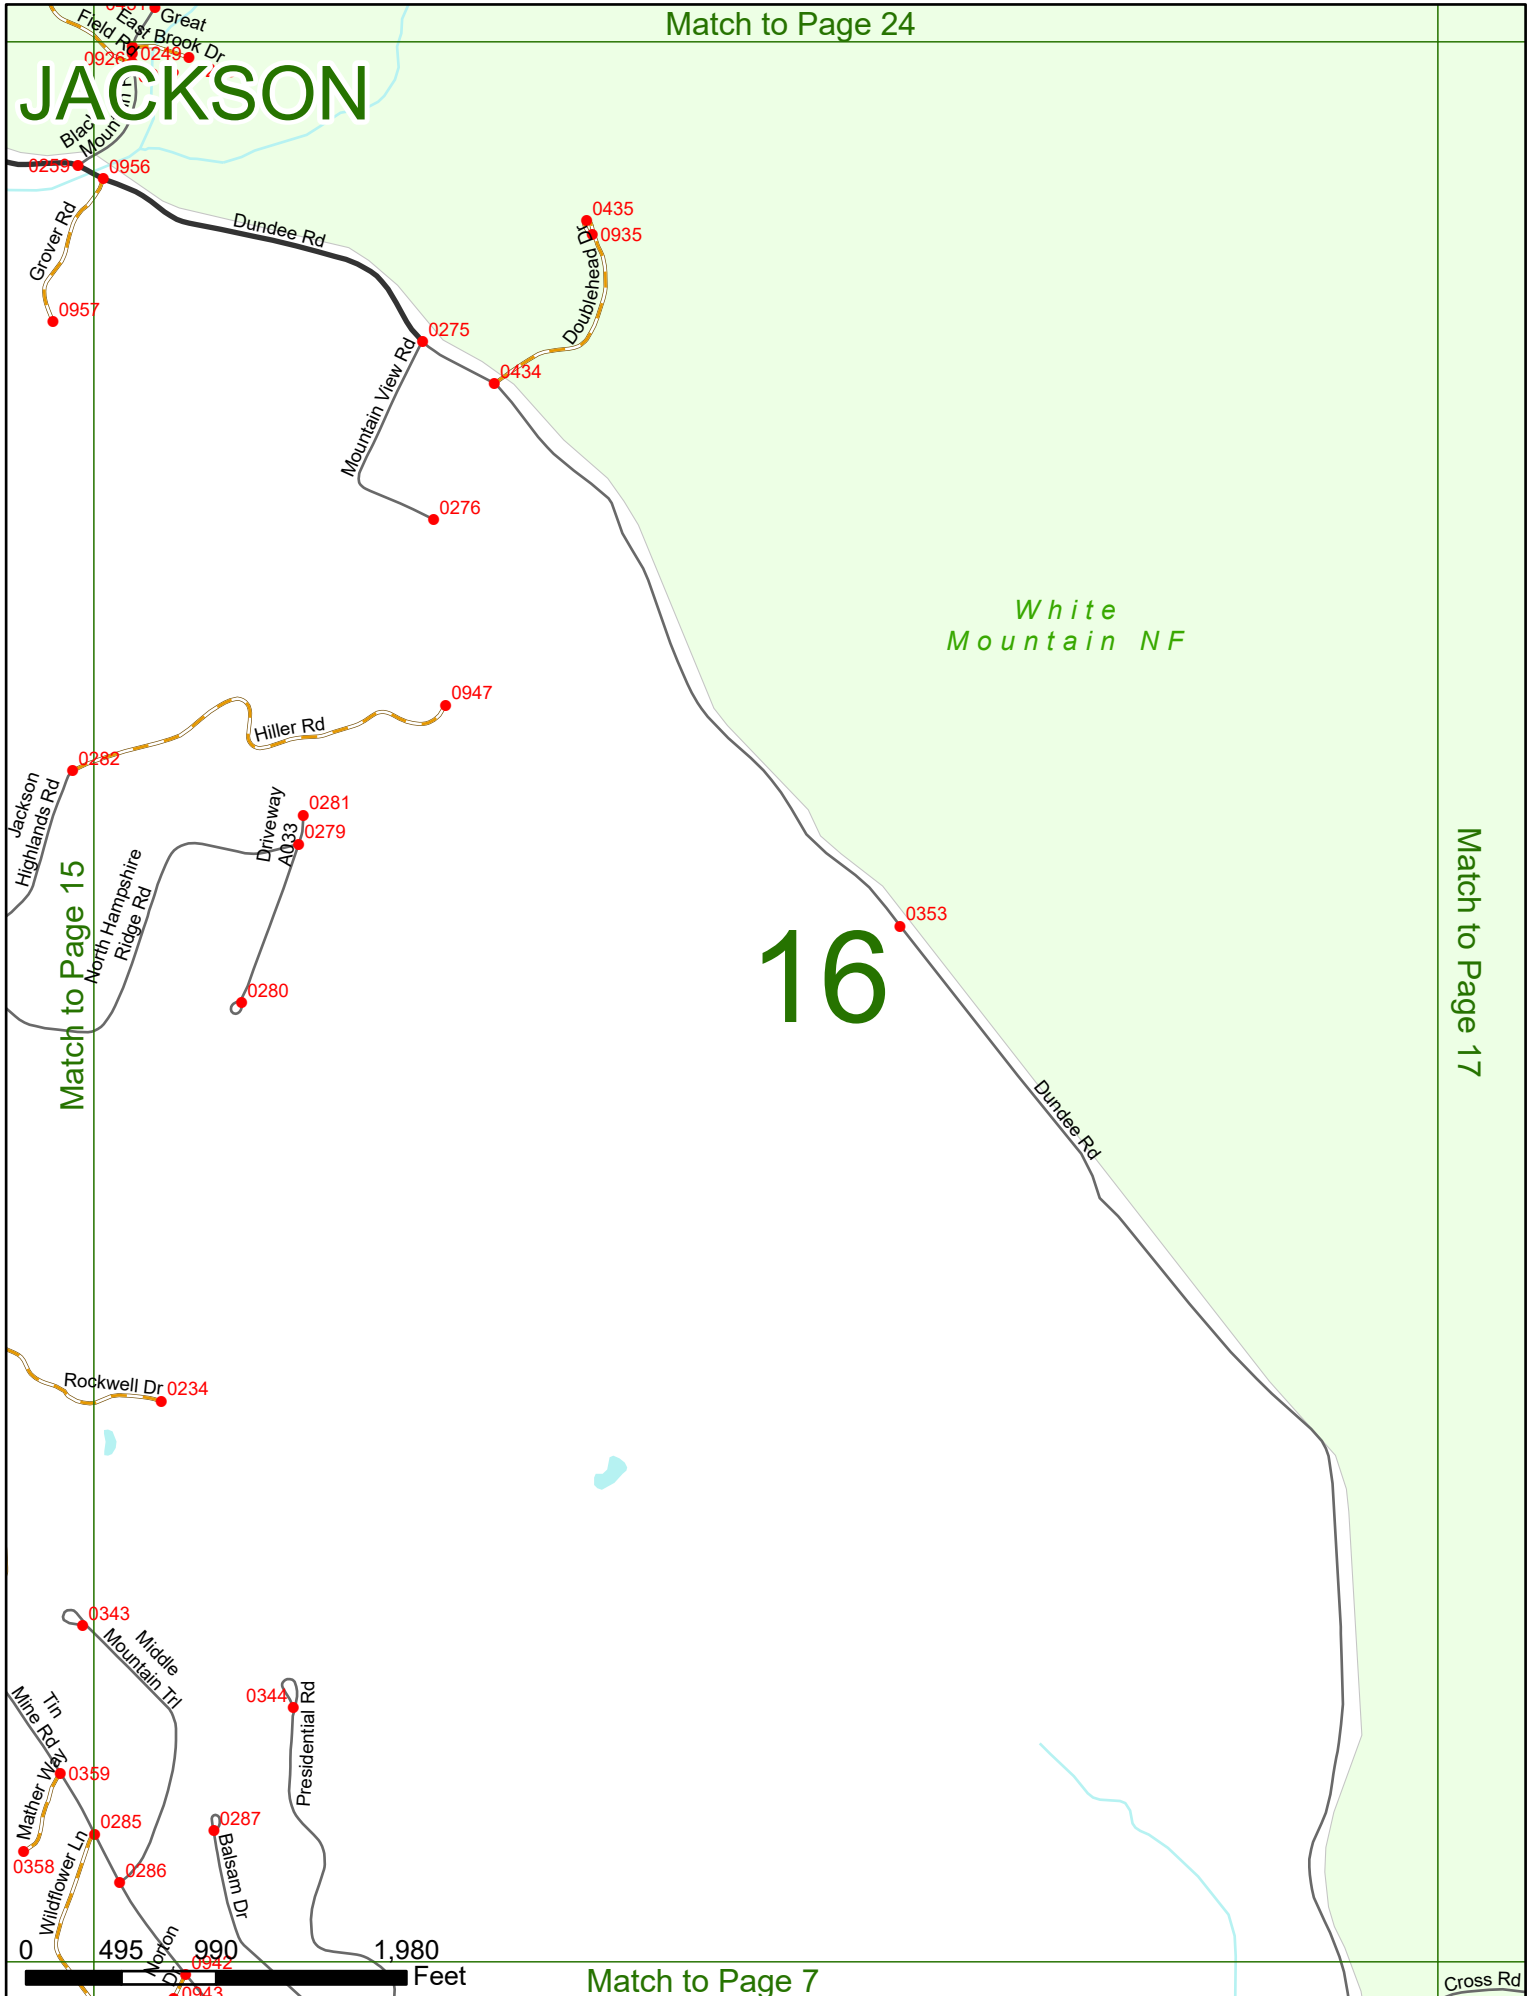 Match to Page 24
Great
East Brook Dr
Field Rd
0249
JACKSON
0259
0956
Grover Rd
Dundee Rd
0435
0935
Doublehead Dr
0957
0275
0434
Mountain View Rd
0276
White
Mountain NF
0947
Hiller Rd
0282
Jackson
Highlands Rd
0281
Driveway
A033
0279
North Hampshire
Ridge Rd
Match to Page 15
0280
16
0353
Match to Page 17
Dundee Rd
Rockwell Dr
0234
0343
Middle
Mountain Trl
Tin
Mine Rd
0344
Presidential Rd
0359
Mather Way
0358
0285
Wildflower Ln
0286
0287
Balsam Dr
Norton
Dr
0942
0943
0 495 990 1,980
Feet
Match to Page 7
Cross Rd